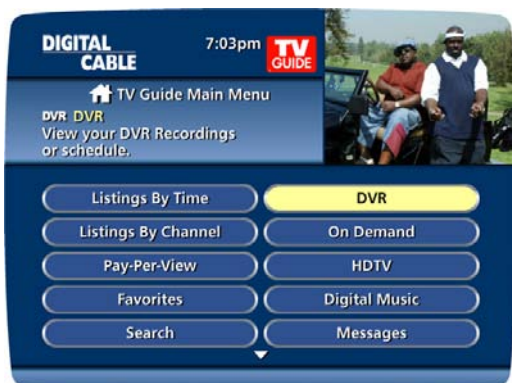 DIGITAL
CABLE
7:03pm
TV
GUIDE
TV Guide Main Menu
DVR DVR
View your DVR Recordings
or schedule.
Listings By Time
DVR
Listings By Channel
On Demand
Pay-Per-View
HDTV
Favorites
Digital Music
Search
Messages